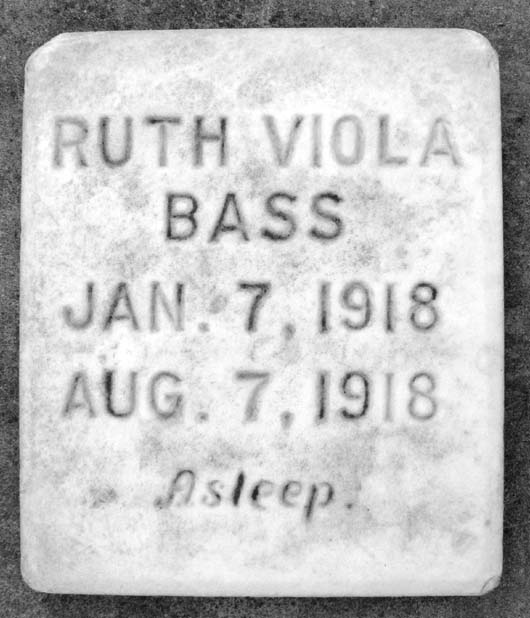 RUTH VIOLA
BASS
JAN. 7, 1918
AUG. 7, 1918
Asleep.